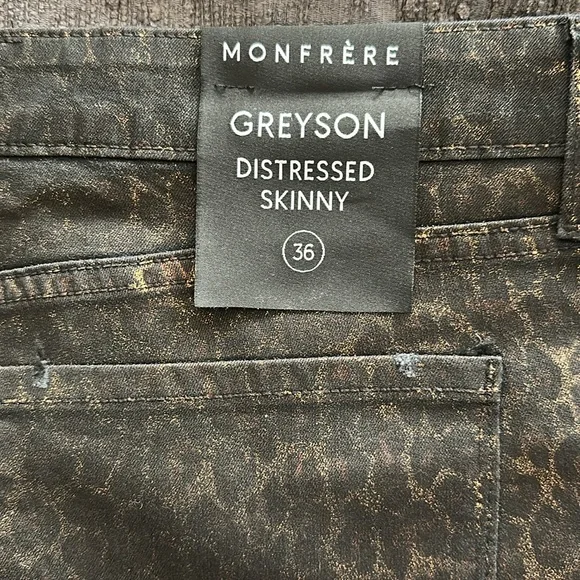 MONFRÈRE
GREYSON
DISTRESSED
SKINNY
36